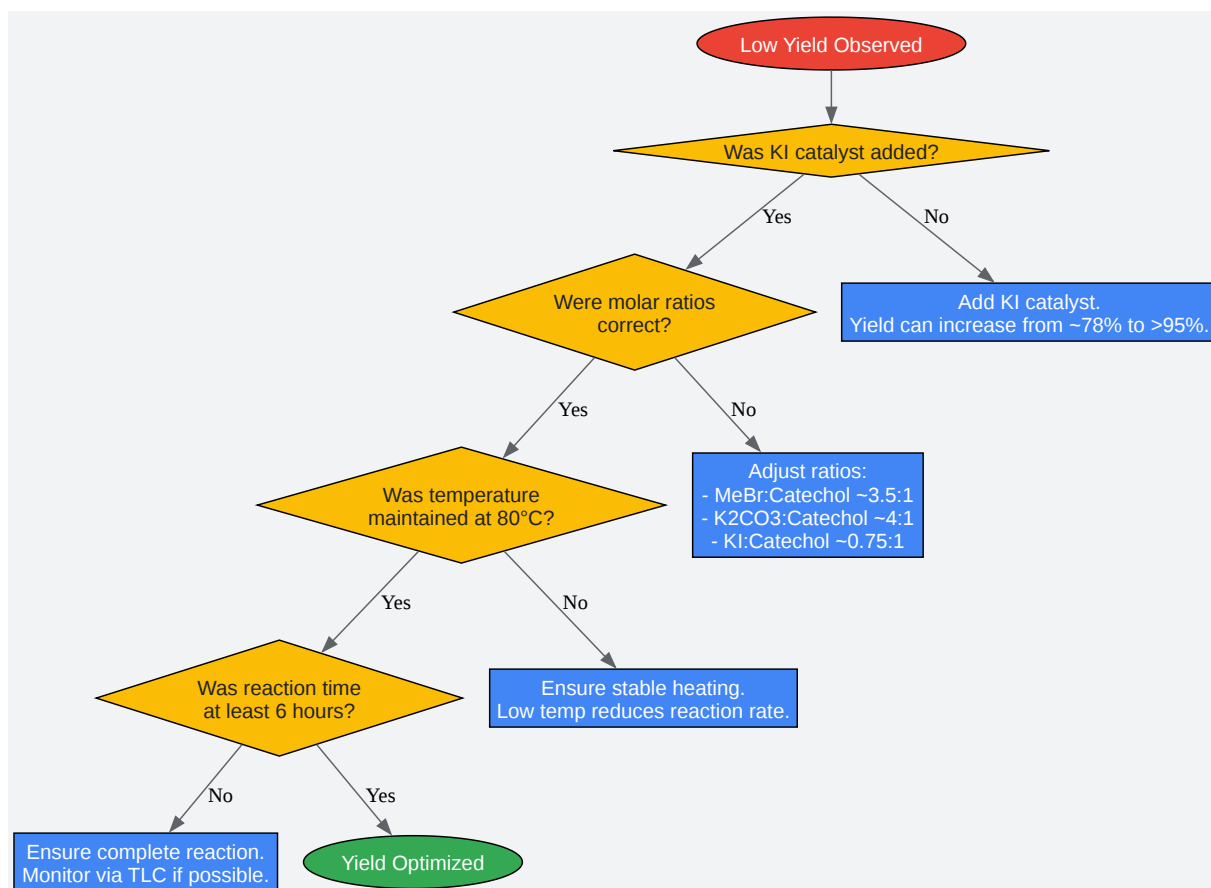 Low Yield Observed
Was KI catalyst added?
Yes
No
Were molar ratios
correct?
Add KI catalyst.
Yield can increase from ~78% to >95%.
Yes
No
Was temperature
maintained at 80°C?
Adjust ratios:
- MeBr:Catechol ~3.5:1
- K2CO3:Catechol ~4:1
- KI:Catechol ~0.75:1
Yes
No
Was reaction time
at least 6 hours?
Ensure stable heating.
Low temp reduces reaction rate.
No
Yes
Ensure complete reaction.
Monitor via TLC if possible.
Yield Optimized